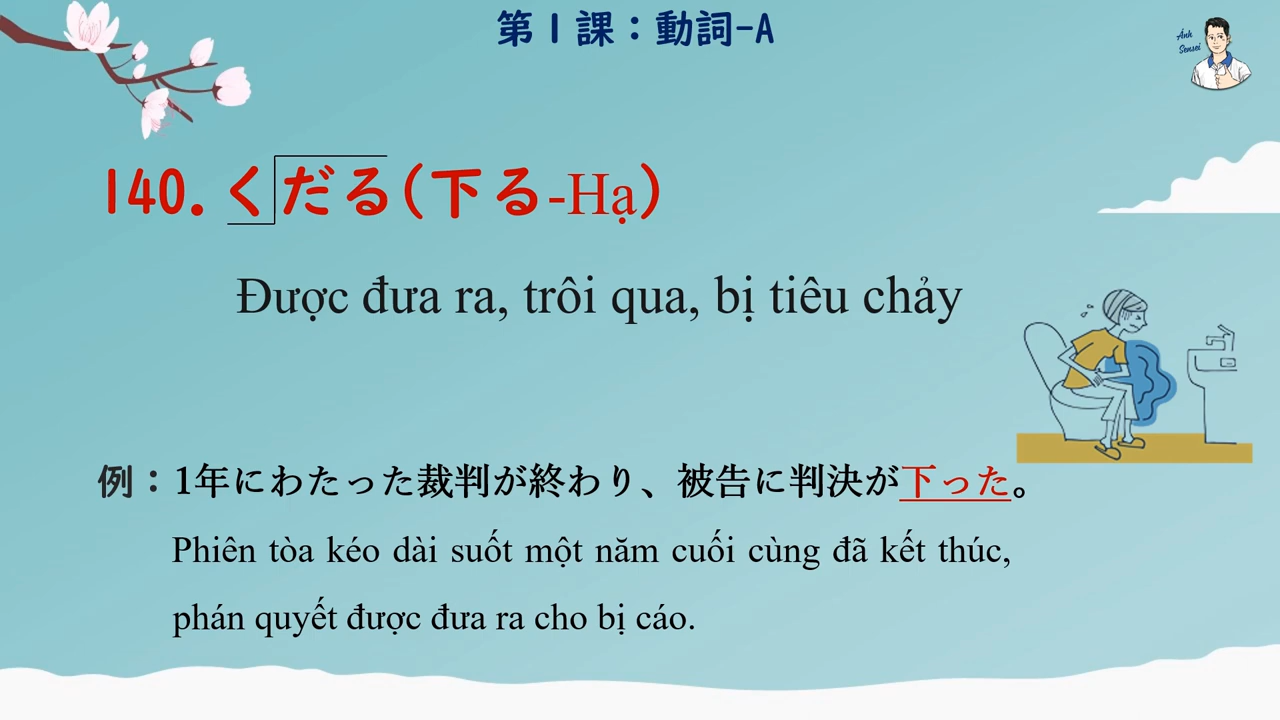 第1課：動詞-A
Anh
Sensei
140. くだる(下る-Hạ)
Được đưa ra, trôi qua, bị tiêu chảy
例：1年にわたった裁判が終わり、被告に判決が下った。
Phiên tòa kéo dài suốt một năm cuối cùng đã kết thúc,
phán quyết được đưa ra cho bị cáo.